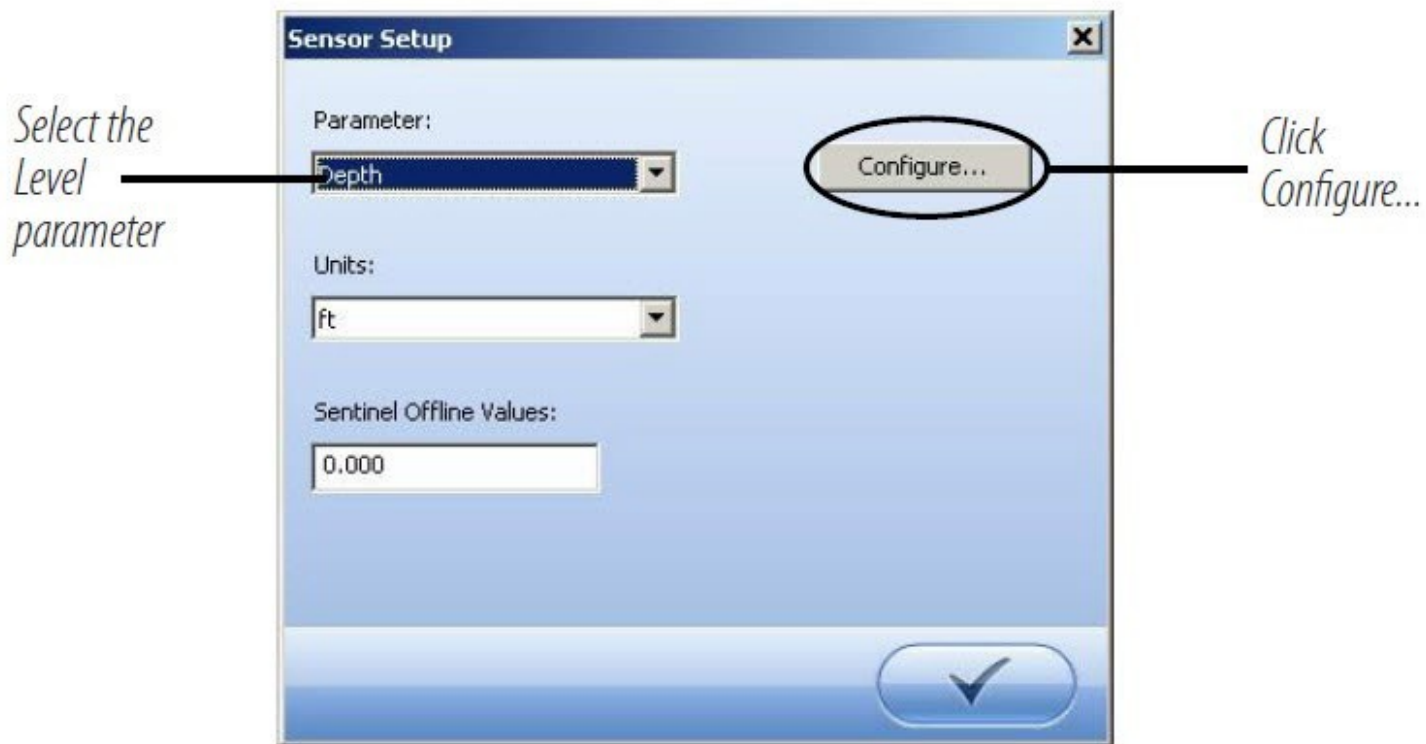 Sensor Setup
Select the
Level
parameter
Parameter:
Depth
Configure...
Click
Configure...
Units:
ft
Sentinel Offline Values:
0.000